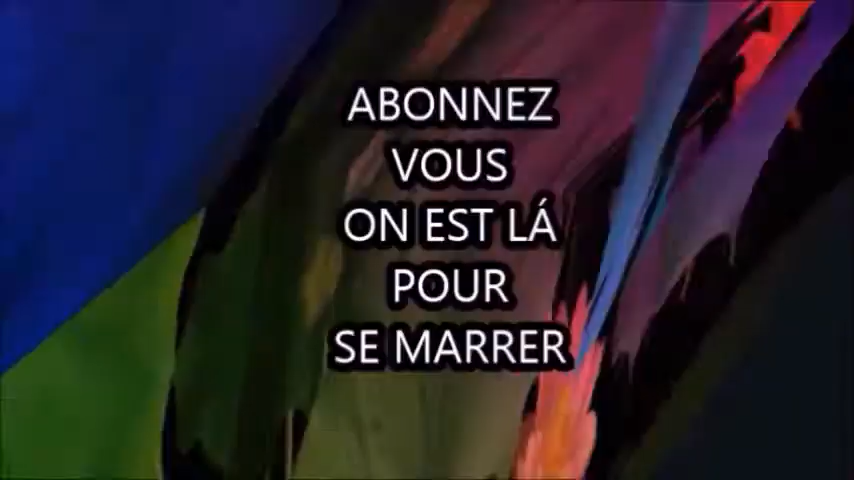 ABONNEZ
VOUS
ON EST LÁ
POUR
SE MARRER